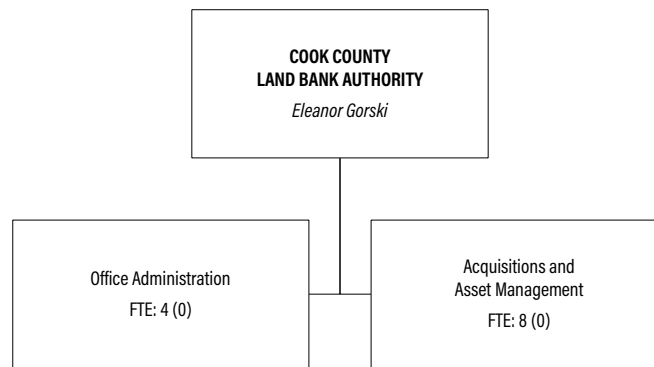 COOK COUNTY
LAND BANK AUTHORITY
Eleanor Gorski
Office Administration
FTE: 4 (0)
Acquisitions and
Asset Management
FTE: 8 (0)